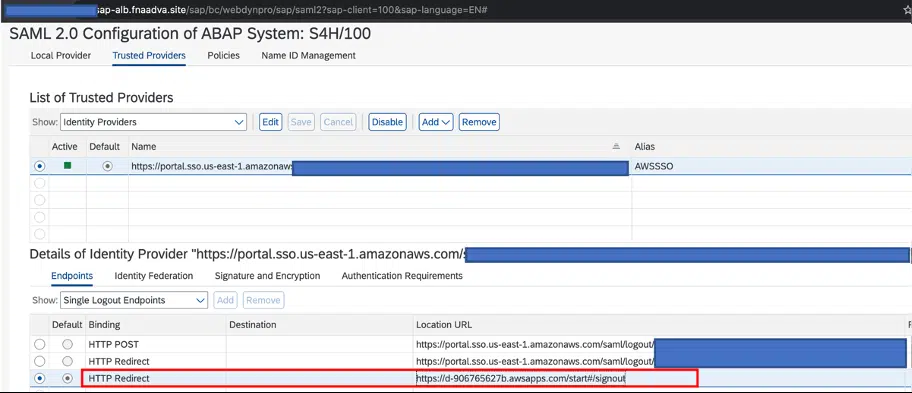 sap-alb.fnaadva.site/sap/bc/webdynpro/sap/saml2?sap-client=100&sap-language=EN#
SAML 2.0 Configuration of ABAP System: S4H/100
Local Provider Trusted Providers Policies Name ID Management
List of Trusted Providers
Show: Identity Providers Edit Save Cancel Disable Add Remove
Active Default Name Alias
https://portal.sso.us-east-1.amazonaws AWSSSO
Details of Identity Provider "https://portal.sso.us-east-1.amazonaws.com/
Endpoints Identity Federation Signature and Encryption Authentication Requirements
Show: Single Logout Endpoints Add Remove
Default Binding Destination Location URL
HTTP POST https://portal.sso.us-east-1.amazonaws.com/saml/logout/
HTTP Redirect https://portal.sso.us-east-1.amazonaws.com/saml/logout/
HTTP Redirect https://d-906765627b.awsapps.com/start#/signout